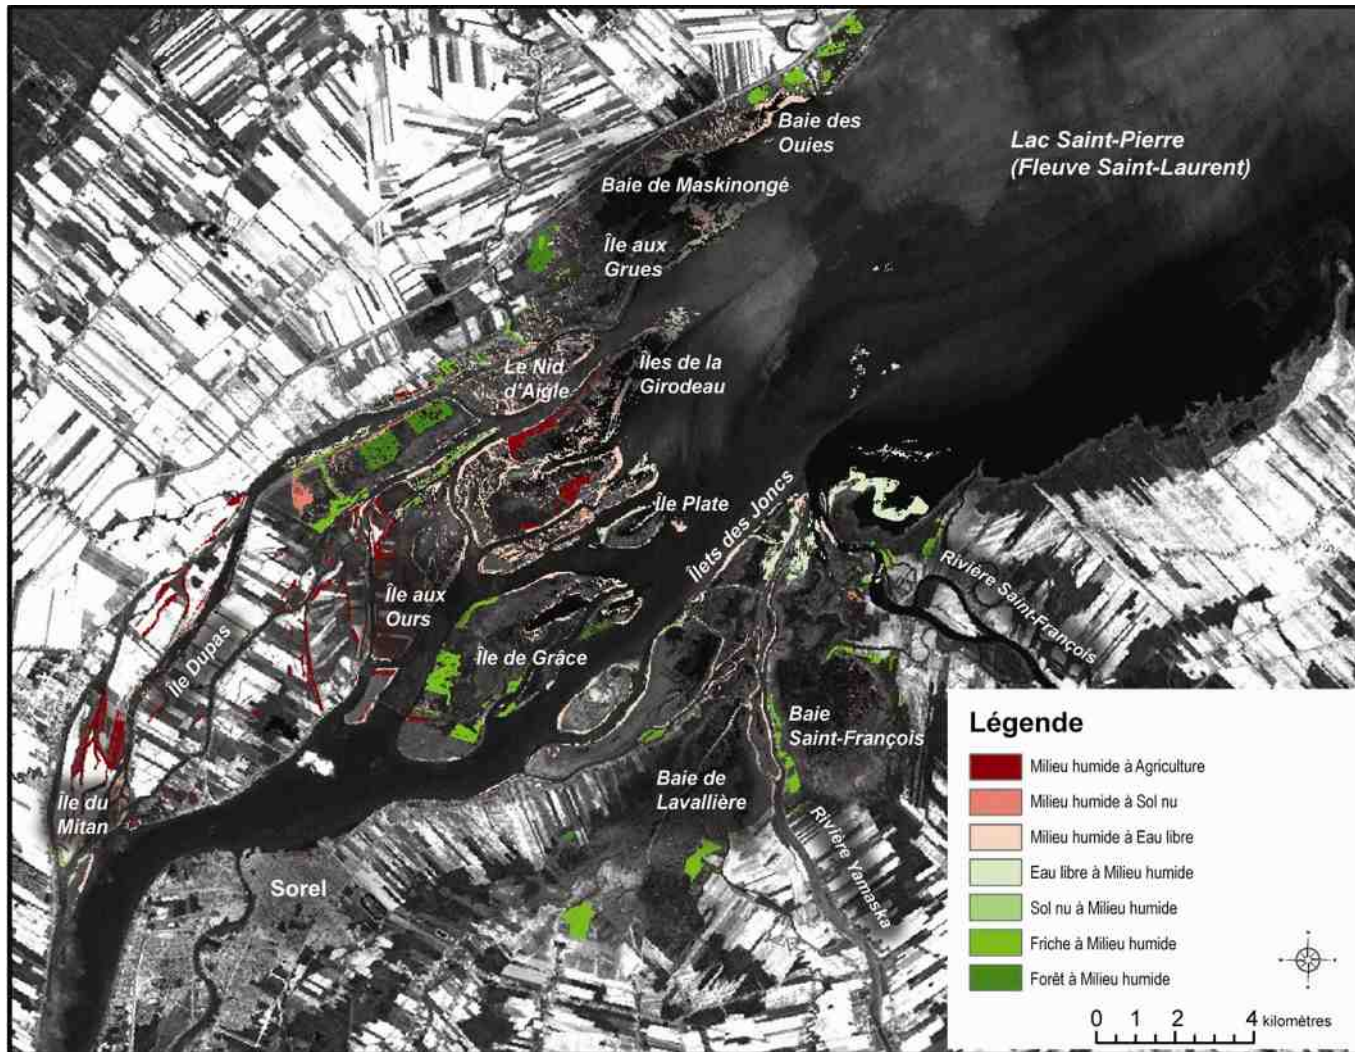 Baie des
Ouies
Lac Saint-Pierre
(Fleuve Saint-Laurent)
Baie de Maskinongé
Île aux
Grues
Le Nid
d'Aigle
Îles de la
Girodeau
Île Plate
Îlets des Joncs
Rivière Saint-François
Île aux
Ours
Île Dupas
Île de Grâce
Baie
Saint-François
Baie de
Lavallière
Île du
Mitan
Rivière Yamaska
Sorel
Légende
Milieu humide à Agriculture
Milieu humide à Sol nu
Milieu humide à Eau libre
Eau libre à Milieu humide
Sol nu à Milieu humide
Friche à Milieu humide
Forêt à Milieu humide
0 1 2 4 kilomètres